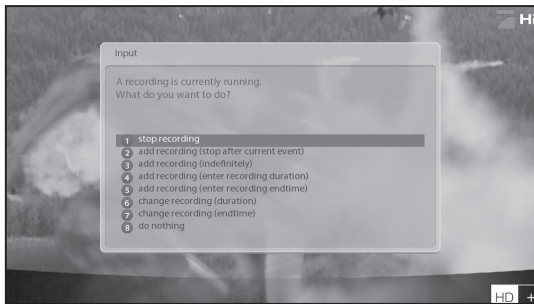 Hi
Input
A recording is currently running.
What do you want to do?
1 stop recording
2 add recording (stop after current event)
3 add recording (indefinitely)
4 add recording (enter recording duration)
5 add recording (enter recording endtime)
6 change recording (duration)
7 change recording (endtime)
8 do nothing
HD +